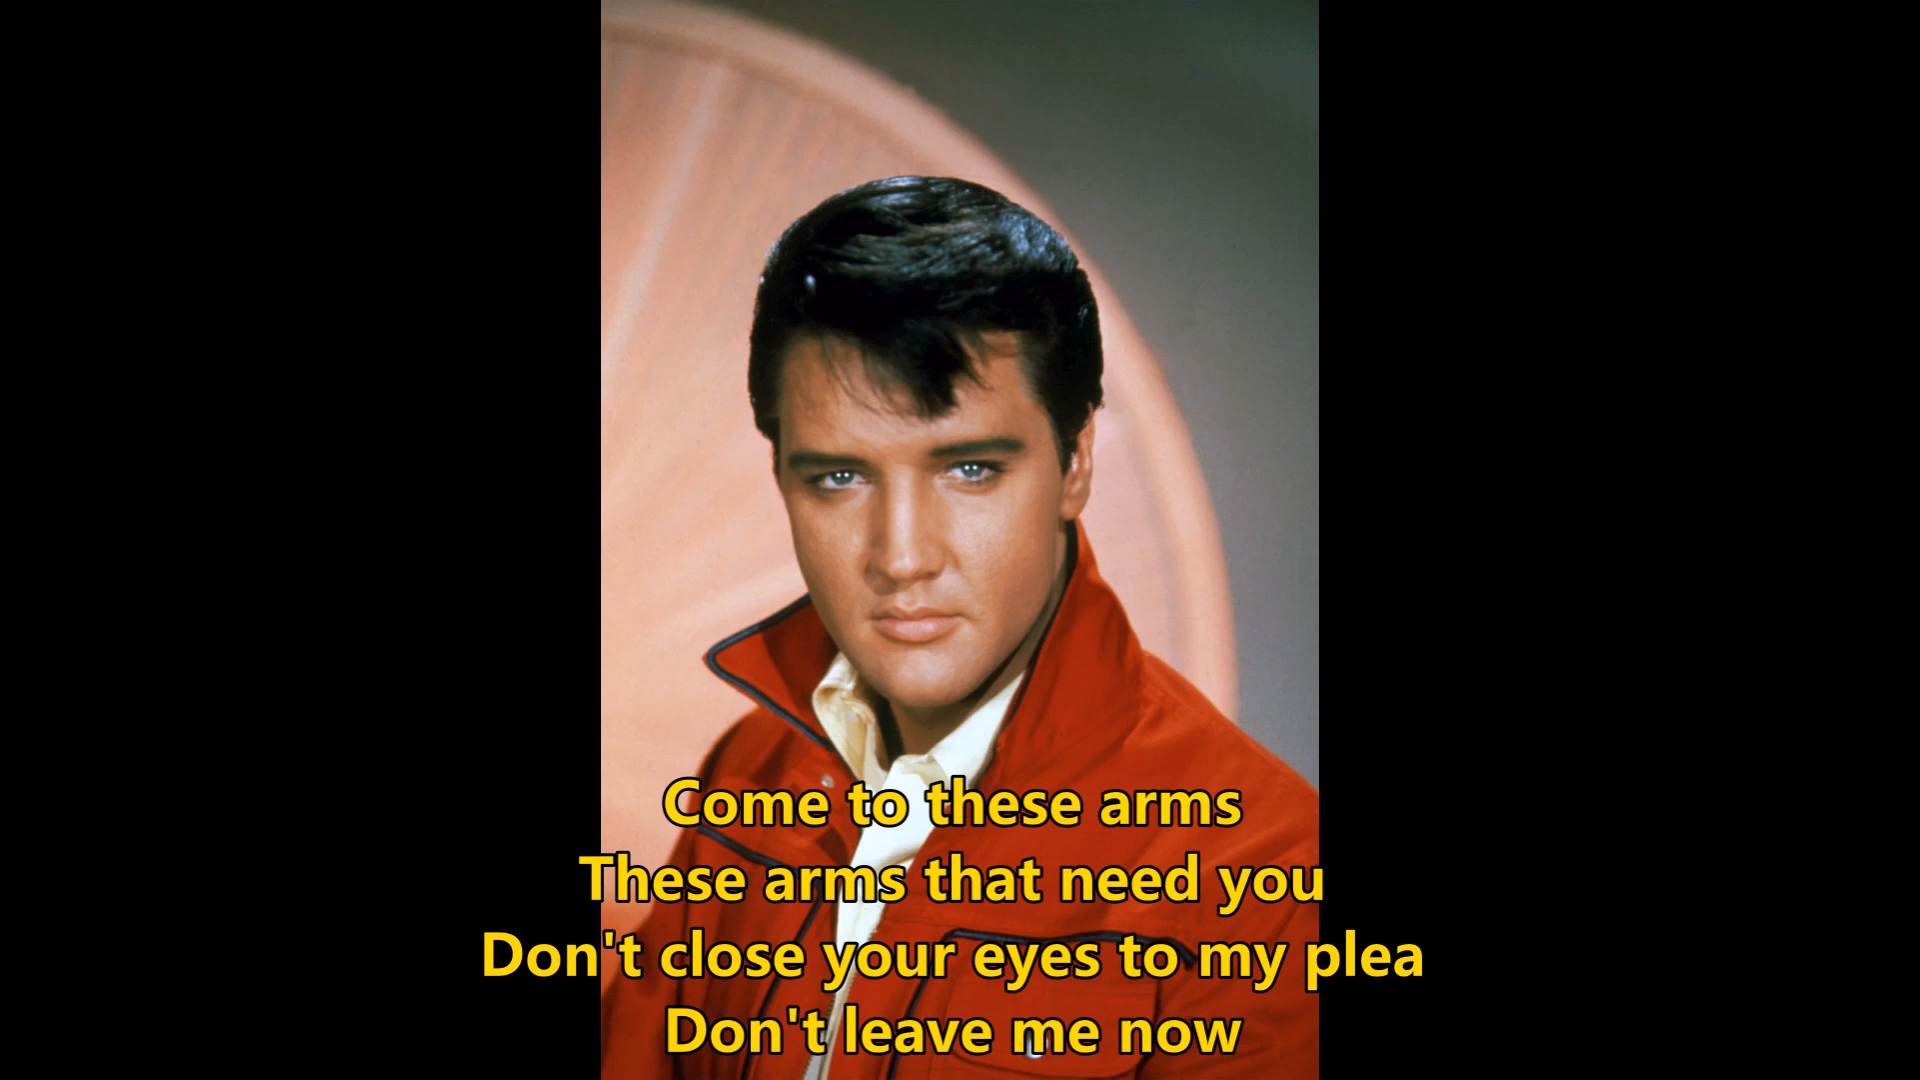 Come to these arms
These arms that need you
Don't close your eyes to my plea
Don't leave me now